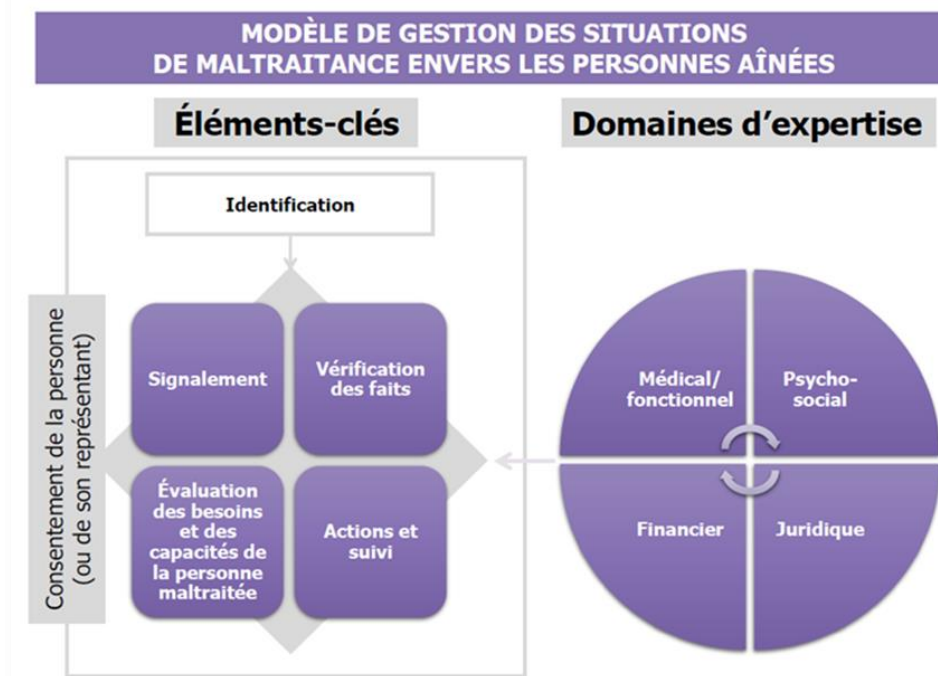 MODÈLE DE GESTION DES SITUATIONS
DE MALTRAITANCE ENVERS LES PERSONNES AÎNÉES
Éléments-clés
Domaines d'expertise
Identification
Consentement de la personne
(ou de son représentant)
Signalement
Vérification
des faits
Évaluation
des besoins
et des
capacités de
la personne
maltraitée
Actions et
suivi
Médical/
fonctionnel
Psycho-
social
Financier
Juridique